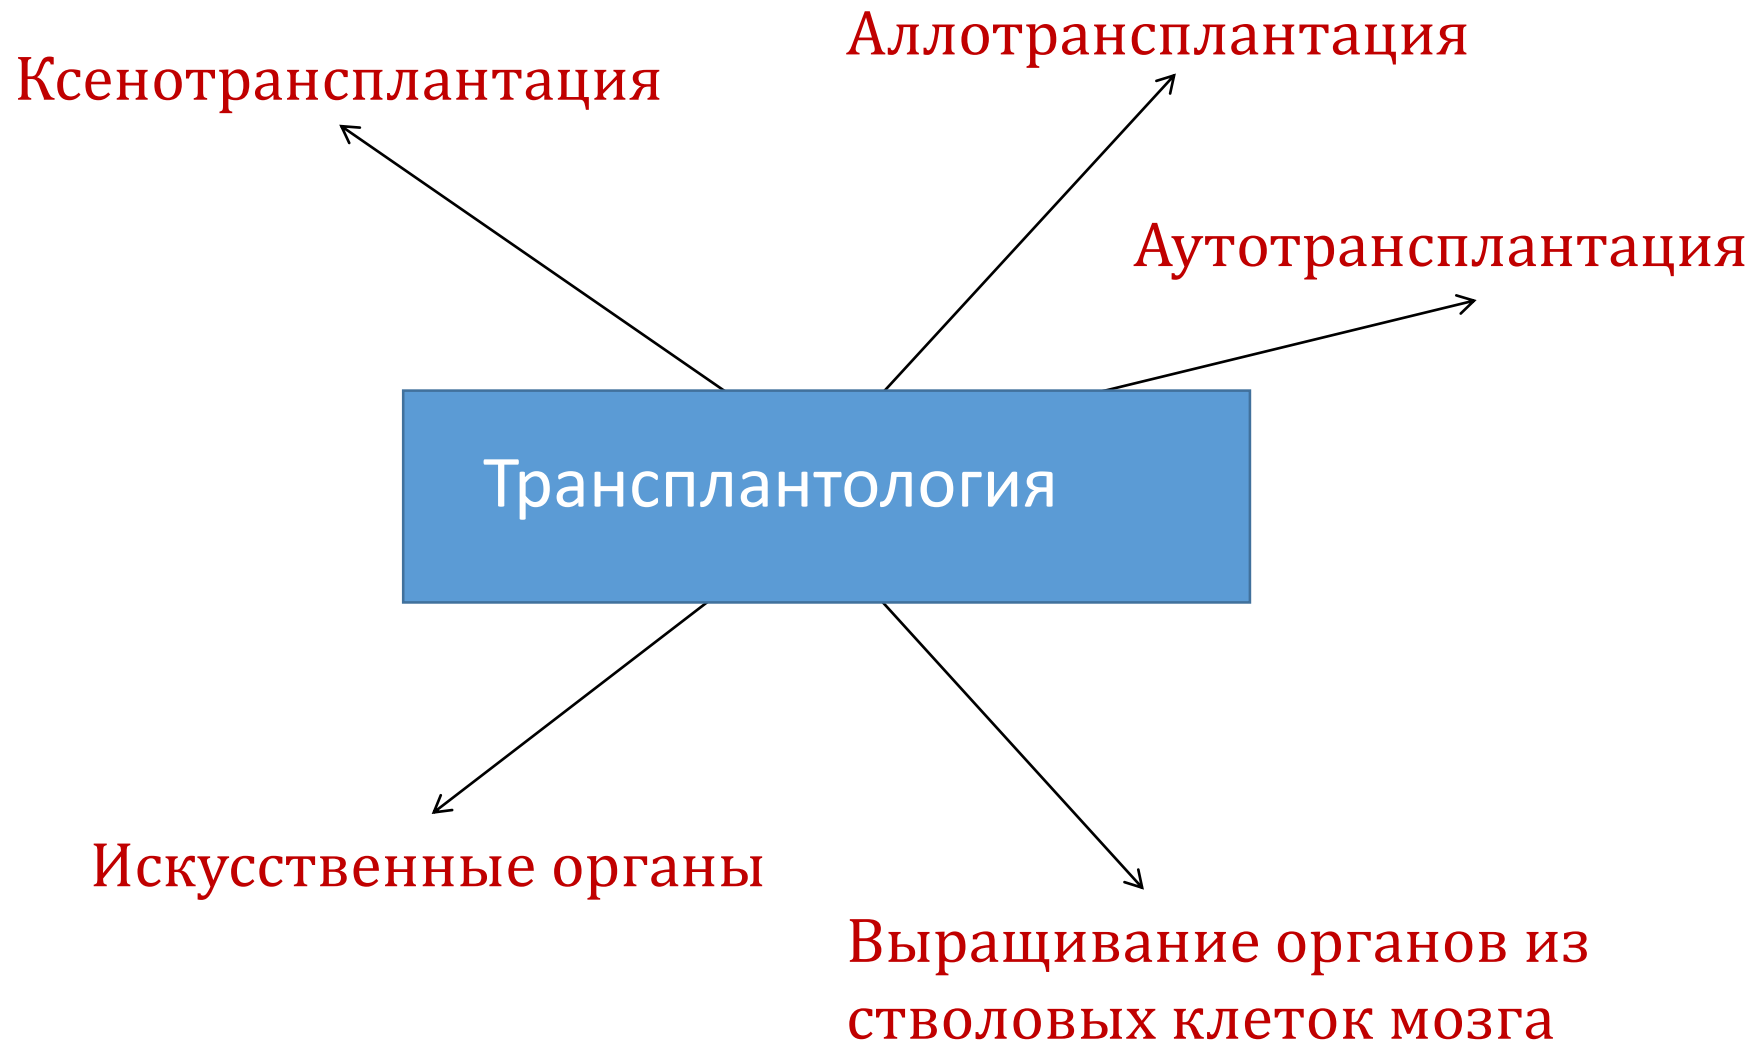 Аллотрансплантация
Ксенотрансплантация
Аутотрансплантация
Трансплантология
Искусственные органы
Выращивание органов из
стволовых клеток мозга